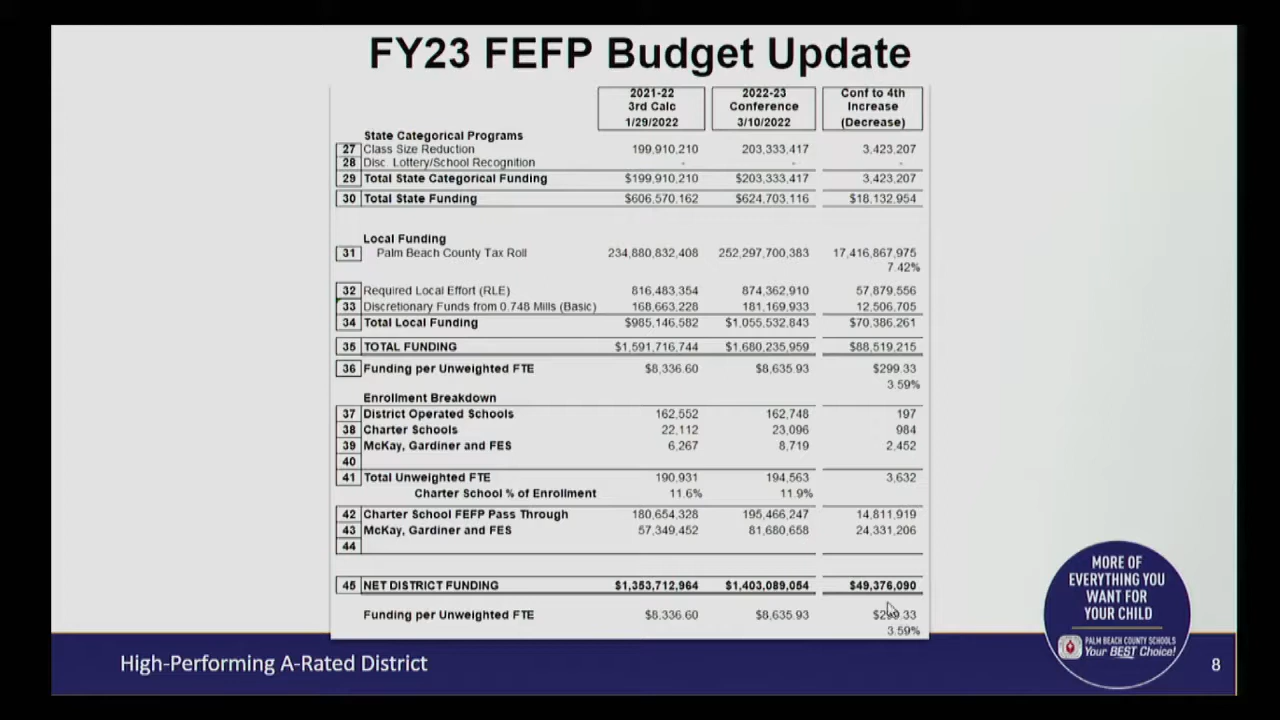 FY23 FEFP Budget Update
2021-22 2022-23 Conf to 4th
3rd Calc Conference Increase
1/29/2022 3/10/2022 (Decrease)
State Categorical Programs
27 Class Size Reduction 199,910,210 203,333,417 3,423,207
28 Disc. Lottery/School Recognition - - -
29 Total State Categorical Funding $199,910,210 $203,333,417 3,423,207
30 Total State Funding $606,570,162 $624,703,116 $18,132,954
Local Funding
31 Palm Beach County Tax Roll 234,880,832,408 252,297,700,383 17,416,867,975
7.42%
32 Required Local Effort (RLE) 816,483,354 874,362,910 57,879,556
33 Discretionary Funds from 0.748 Mills (Basic) 168,663,228 181,169,933 12,506,705
34 Total Local Funding $985,146,582 $1,055,532,843 $70,386,261
35 TOTAL FUNDING $1,591,716,744 $1,680,235,959 $88,519,215
36 Funding per Unweighted FTE $8,336.60 $8,635.93 $299.33
3.59%
Enrollment Breakdown
37 District Operated Schools 162,552 162,748 197
38 Charter Schools 22,112 23,096 984
39 McKay, Gardiner and FES 6,267 8,719 2,452
40
41 Total Unweighted FTE 190,931 194,563 3,632
Charter School % of Enrollment 11.6% 11.9%
42 Charter School FEFP Pass Through 180,654,328 195,466,247 14,811,919
43 McKay, Gardiner and FES 57,349,452 81,680,658 24,331,206
44
45 NET DISTRICT FUNDING $1,353,712,964 $1,403,089,054 $49,376,090
Funding per Unweighted FTE $8,336.60 $8,635.93 $299.33
3.59%
MORE OF
EVERYTHING YOU
WANT FOR
YOUR CHILD
PALM BEACH COUNTY SCHOOLS
Your BEST Choice!
High-Performing A-Rated District
8